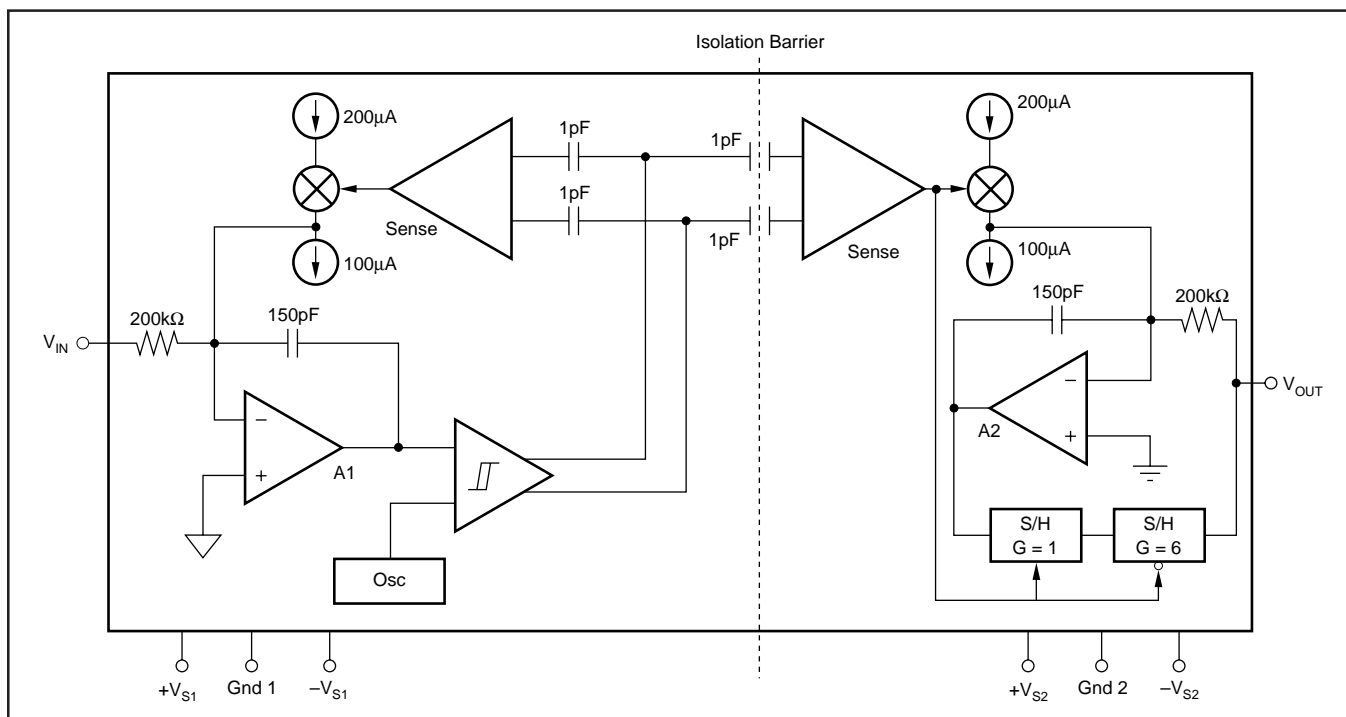 Isolation Barrier
200µA
200µA
1pF
1pF
1pF
1pF
Sense
Sense
100µA
100µA
200kΩ
150pF
150pF
200kΩ
V_IN
V_OUT
−
+
A1
−
+
A2
Osc
S/H
G = 1
S/H
G = 6
+V_S1
Gnd 1
–V_S1
+V_S2
Gnd 2
–V_S2